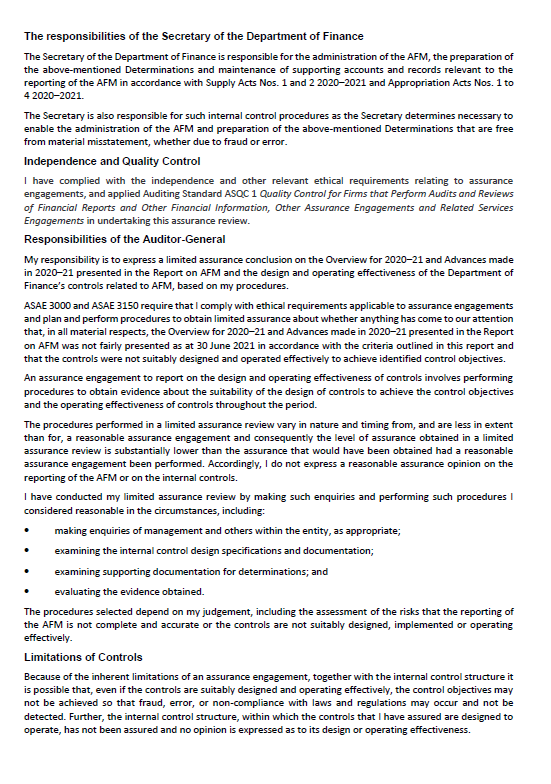 The responsibilities of the Secretary of the Department of Finance
The Secretary of the Department of Finance is responsible for the administration of the AFM, the preparation of
the above-mentioned Determinations and maintenance of supporting accounts and records relevant to the
reporting of the AFM in accordance with Supply Acts Nos. 1 and 2 2020–2021 and Appropriation Acts Nos. 1 to
4 2020–2021.
The Secretary is also responsible for such internal control procedures as the Secretary determines necessary to
enable the administration of the AFM and preparation of the above-mentioned Determinations that are free
from material misstatement, whether due to fraud or error.
Independence and Quality Control
I have complied with the independence and other relevant ethical requirements relating to assurance
engagements, and applied Auditing Standard ASQC 1 Quality Control for Firms that Perform Audits and Reviews
of Financial Reports and Other Financial Information, Other Assurance Engagements and Related Services
Engagements in undertaking this assurance review.
Responsibilities of the Auditor-General
My responsibility is to express a limited assurance conclusion on the Overview for 2020–21 and Advances made
in 2020–21 presented in the Report on AFM and the design and operating effectiveness of the Department of
Finance's controls related to AFM, based on my procedures.
ASAE 3000 and ASAE 3150 require that I comply with ethical requirements applicable to assurance engagements
and plan and perform procedures to obtain limited assurance about whether anything has come to our attention
that, in all material respects, the Overview for 2020–21 and Advances made in 2020–21 presented in the Report
on AFM was not fairly presented as at 30 June 2021 in accordance with the criteria outlined in this report and
that the controls were not suitably designed and operated effectively to achieve identified control objectives.
An assurance engagement to report on the design and operating effectiveness of controls involves performing
procedures to obtain evidence about the suitability of the design of controls to achieve the control objectives
and the operating effectiveness of controls throughout the period.
The procedures performed in a limited assurance review vary in nature and timing from, and are less in extent
than for, a reasonable assurance engagement and consequently the level of assurance obtained in a limited
assurance review is substantially lower than the assurance that would have been obtained had a reasonable
assurance engagement been performed. Accordingly, I do not express a reasonable assurance opinion on the
reporting of the AFM or on the internal controls.
I have conducted my limited assurance review by making such enquiries and performing such procedures I
considered reasonable in the circumstances, including:
• making enquiries of management and others within the entity, as appropriate;
• examining the internal control design specifications and documentation;
• examining supporting documentation for determinations; and
• evaluating the evidence obtained.
The procedures selected depend on my judgement, including the assessment of the risks that the reporting of
the AFM is not complete and accurate or the controls are not suitably designed, implemented or operating
effectively.
Limitations of Controls
Because of the inherent limitations of an assurance engagement, together with the internal control structure it
is possible that, even if the controls are suitably designed and operating effectively, the control objectives may
not be achieved so that fraud, error, or non-compliance with laws and regulations may occur and not be
detected. Further, the internal control structure, within which the controls that I have assured are designed to
operate, has not been assured and no opinion is expressed as to its design or operating effectiveness.